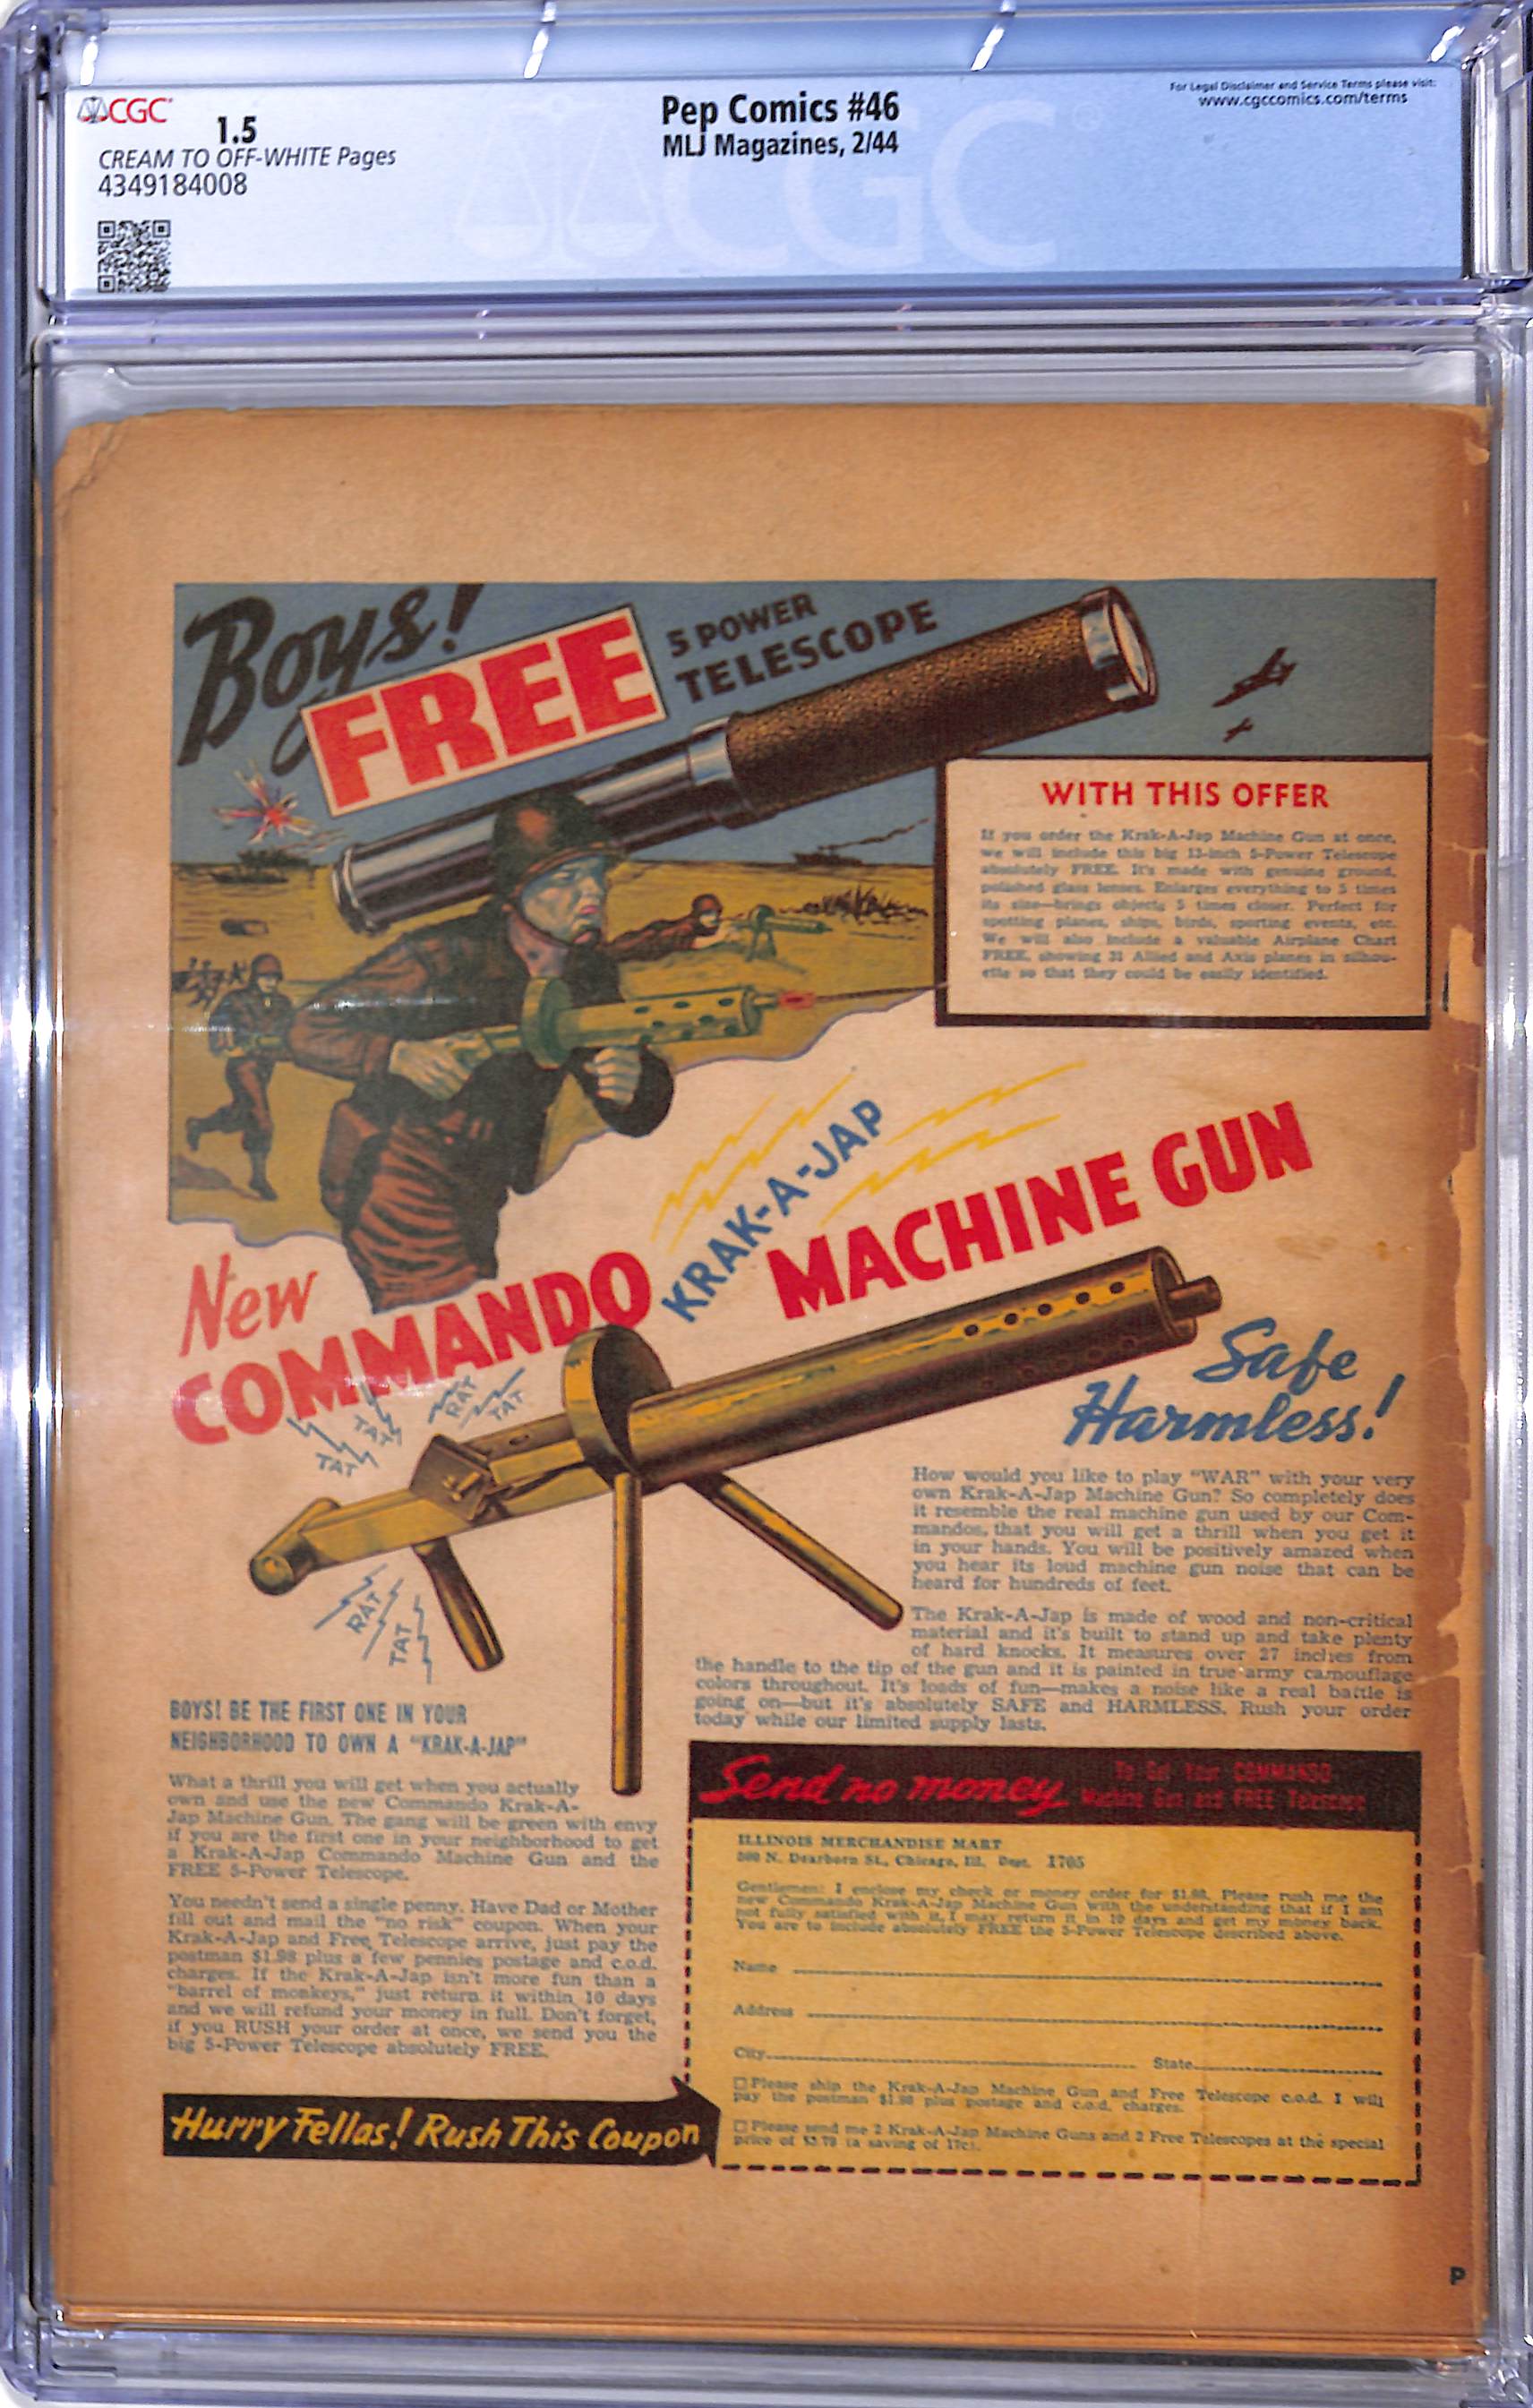 CGC
1.5
CREAM TO OFF-WHITE Pages
4349184008
Pep Comics #46
MLJ Magazines, 2/44
For Legal Disclaimer and Service Terms please visit:
www.cgccomics.com/terms
CGC
Boys!
FREE
5 POWER
TELESCOPE
WITH THIS OFFER
If you order the Krak-A-Jap Machine Gun at once,
we will include this big 13-inch 5-Power Telescope
absolutely FREE. It's made with genuine ground,
polished glass lenses. Enlarges everything to 5 times
its size—brings objects 5 times closer. Perfect for
spotting planes, ships, birds, sporting events, etc.
We will also include a valuable Airplane Chart
FREE, showing 31 Allied and Axis planes in silhou-
ette so that they could be easily identified.
New
COMMANDO
KRAK-A-JAP
MACHINE GUN
Safe
Harmless!
TAT
TAT
RAT
TAT
RAT
TAT
How would you like to play "WAR" with your very
own Krak-A-Jap Machine Gun? So completely does
it resemble the real machine gun used by our Com-
mandos, that you will get a thrill when you get it
in your hands. You will be positively amazed when
you hear its loud machine gun noise that can be
heard for hundreds of feet.
The Krak-A-Jap is made of wood and non-critical
material and it's built to stand up and take plenty
of hard knocks. It measures over 27 inches from
the handle to the tip of the gun and it is painted in true army camouflage
colors throughout. It's loads of fun—makes a noise like a real battle is
going on—but it's absolutely SAFE and HARMLESS. Rush your order
today while our limited supply lasts.
BOYS! BE THE FIRST ONE IN YOUR
NEIGHBORHOOD TO OWN A "KRAK-A-JAP"
What a thrill you will get when you actually
own and use the new Commando Krak-A-
Jap Machine Gun. The gang will be green with envy
if you are the first one in your neighborhood to get
a Krak-A-Jap Commando Machine Gun and the
FREE 5-Power Telescope.
You needn't send a single penny. Have Dad or Mother
fill out and mail the "no risk" coupon. When your
Krak-A-Jap and Free Telescope arrive, just pay the
postman $1.98 plus a few pennies postage and c.o.d.
charges. If the Krak-A-Jap isn't more fun than a
"barrel of monkeys," just return it within 10 days
and we will refund your money in full. Don't forget,
if you RUSH your order at once, we send you the
big 5-Power Telescope absolutely FREE.
Hurry Fellas! Rush This Coupon
Send no money
To Get Your COMMANDO
Machine Gun and FREE Telescope
ILLINOIS MERCHANDISE MART
500 N. Dearborn St., Chicago, Ill. Dept. 1705
Gentlemen: I enclose my check or money order for $1.98. Please rush me the
new Commando Krak-A-Jap Machine Gun with the understanding that if I am
not fully satisfied with it, I may return it in 10 days and get my money back.
You are to include absolutely FREE the 5-Power Telescope described above.
Name
Address
City
State
Please ship the Krak-A-Jap Machine Gun and Free Telescope c.o.d. I will
pay the postman $1.98 plus postage and c.o.d. charges.
Please send me 2 Krak-A-Jap Machine Guns and 2 Free Telescopes at the special
price of $3.79 (a saving of 17c).
P